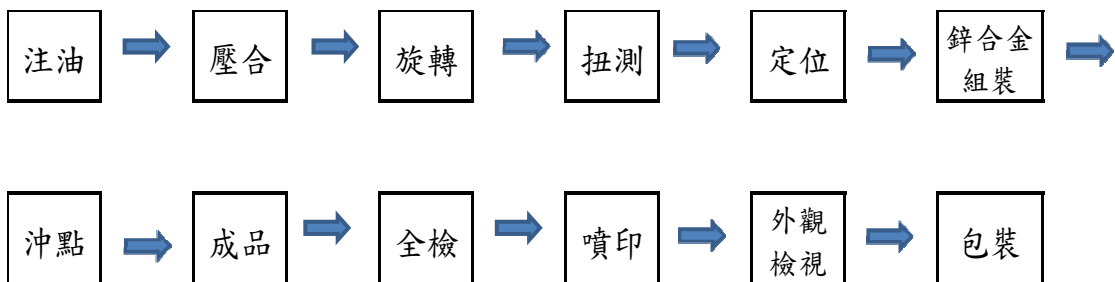 注油
壓合
旋轉
扭測
定位
鋅合金
組裝
沖點
成品
全檢
噴印
外觀
檢視
包裝